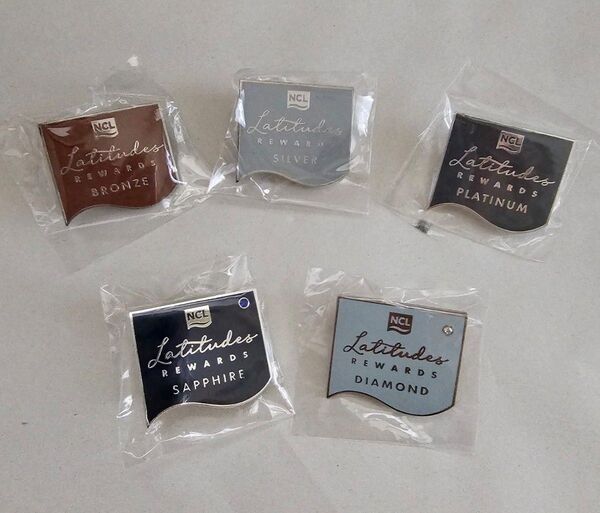 NCL
Latitudes
REWARDS
BRONZE
NCL
Latitudes
REWARDS
SILVER
NCL
Latitudes
REWARDS
PLATINUM
NCL
Latitudes
REWARDS
SAPPHIRE
NCL
Latitudes
REWARDS
DIAMOND